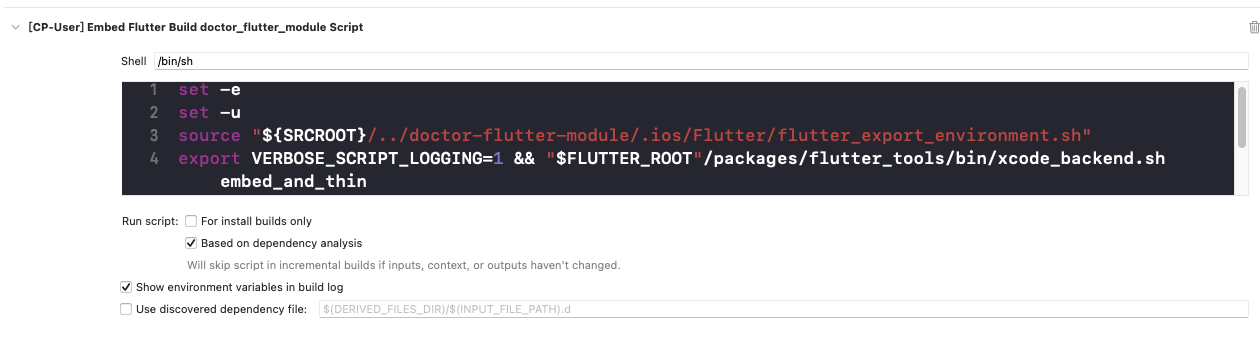 [CP-User] Embed Flutter Build doctor_flutter_module Script
Shell /bin/sh
1 set -e
2 set -u
3 source "${SRCROOT}/../doctor-flutter-module/.ios/Flutter/flutter_export_environment.sh"
4 export VERBOSE_SCRIPT_LOGGING=1 && "$FLUTTER_ROOT"/packages/flutter_tools/bin/xcode_backend.sh
embed_and_thin
Run script: For install builds only
Based on dependency analysis
Will skip script in incremental builds if inputs, context, or outputs haven't changed.
Show environment variables in build log
Use discovered dependency file: $(DERIVED_FILES_DIR)/$(INPUT_FILE_PATH).d